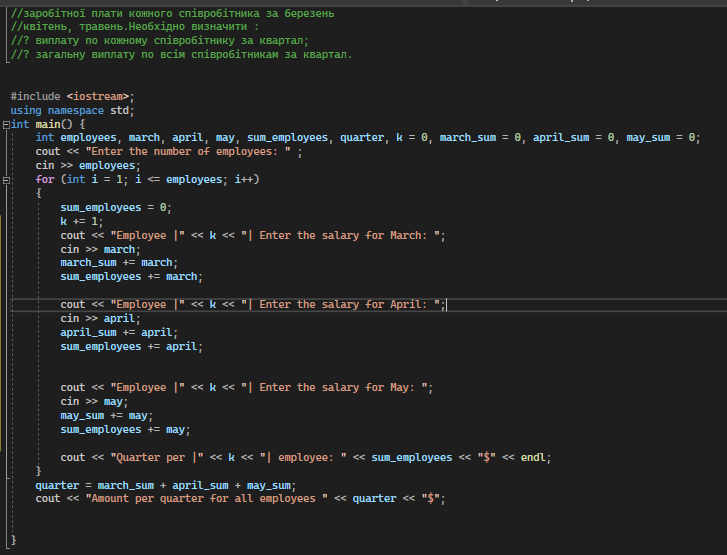 //заробітної плати кожного співробітника за березень
//квітень, травень.Необхідно визначити :
//? виплату по кожному співробітнику за квартал;
//? загальну виплату по всім співробітникам за квартал.
#include <iostream>;
using namespace std;
int main() {
int employees, march, april, may, sum_employees, quarter, k = 0, march_sum = 0, april_sum = 0, may_sum = 0;
cout << "Enter the number of employees: " ;
cin >> employees;
for (int i = 1; i <= employees; i++)
{
sum_employees = 0;
k += 1;
cout << "Employee |" << k << "| Enter the salary for March: ";
cin >> march;
march_sum += march;
sum_employees += march;
cout << "Employee |" << k << "| Enter the salary for April: ";
cin >> april;
april_sum += april;
sum_employees += april;
cout << "Employee |" << k << "| Enter the salary for May: ";
cin >> may;
may_sum += may;
sum_employees += may;
cout << "Quarter per |" << k << "| employee: " << sum_employees << "$" << endl;
}
quarter = march_sum + april_sum + may_sum;
cout << "Amount per quarter for all employees " << quarter << "$";
}